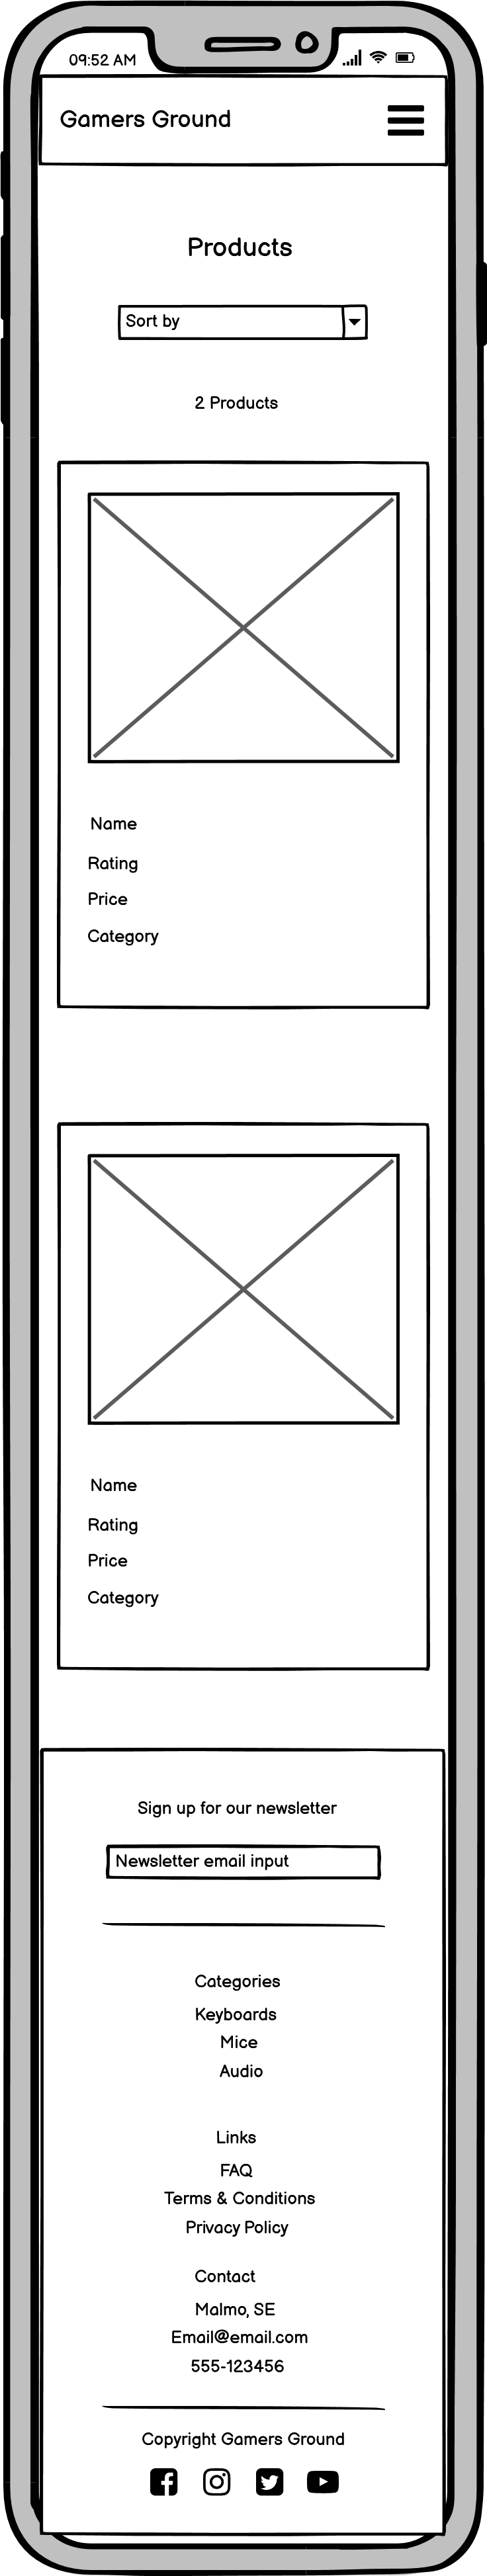 09:52 AM
Gamers Ground
Products
Sort by
2 Products
Name
Rating
Price
Category
Name
Rating
Price
Category
Sign up for our newsletter
Newsletter email input
Categories
Keyboards
Mice
Audio
Links
FAQ
Terms & Conditions
Privacy Policy
Contact
Malmo, SE
Email@email.com
555-123456
Copyright Gamers Ground